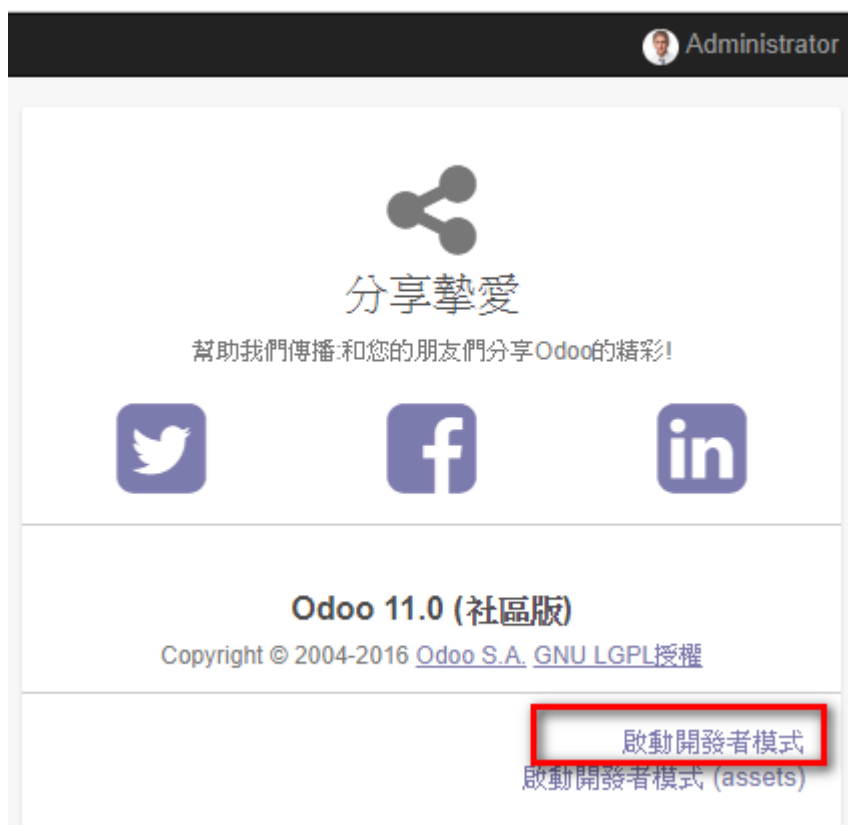 Administrator
分享摯愛
幫助我們傳播:和您的朋友們分享Odoo的精彩!
in
Odoo 11.0 (社區版)
Copyright © 2004-2016 Odoo S.A. GNU LGPL授權
啟動開發者模式
啟動開發者模式 (assets)